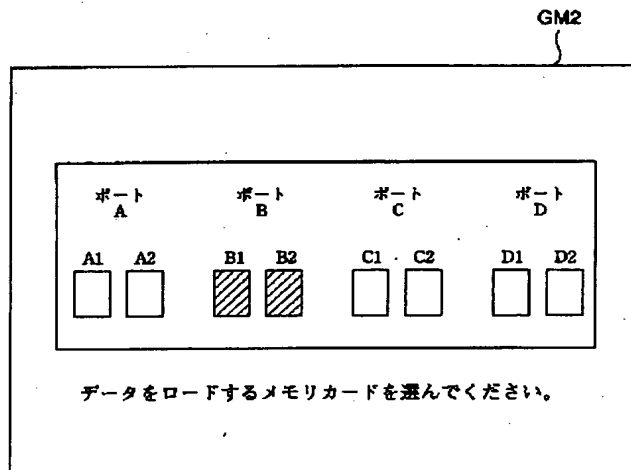 GM2
ポート ポート ポート ポート
A B C D
A1 A2 B1 B2 C1 C2 D1 D2
データをロードするメモリカードを選んでください。